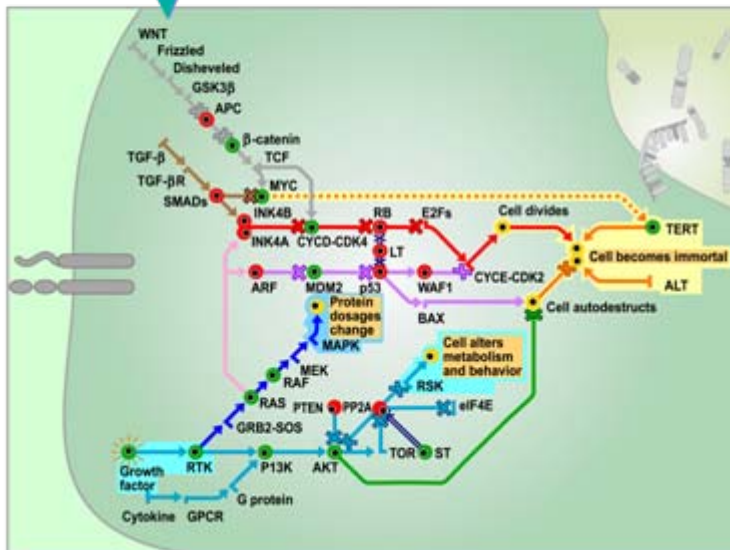 WNT
Frizzled
Disheveled
GSK3β
APC
β-catenin
TCF
TGF-β
TGF-βR
SMADs
MYC
INK4B
INK4A
CYCD-CDK4
RB
E2Fs
Cell divides
TERT
LT
Cell becomes immortal
ARF
MDM2
p53
WAF1
CYCE-CDK2
ALT
BAX
Cell autodestructs
Protein
dosages
change
MAPK
Cell alters
metabolism
and behavior
MEK
RAF
RSK
RAS
PTEN
PP2A
eIF4E
GRB2-SOS
Growth
factor
RTK
P13K
AKT
TOR
ST
G protein
Cytokine
GPCR